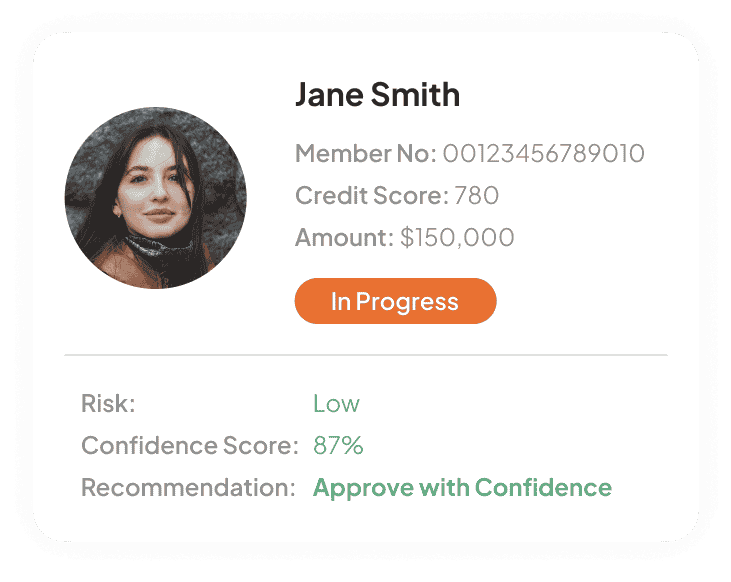 Jane Smith
Member No: 00123456789010
Credit Score: 780
Amount: $150,000
In Progress
Risk: Low
Confidence Score: 87%
Recommendation: Approve with Confidence